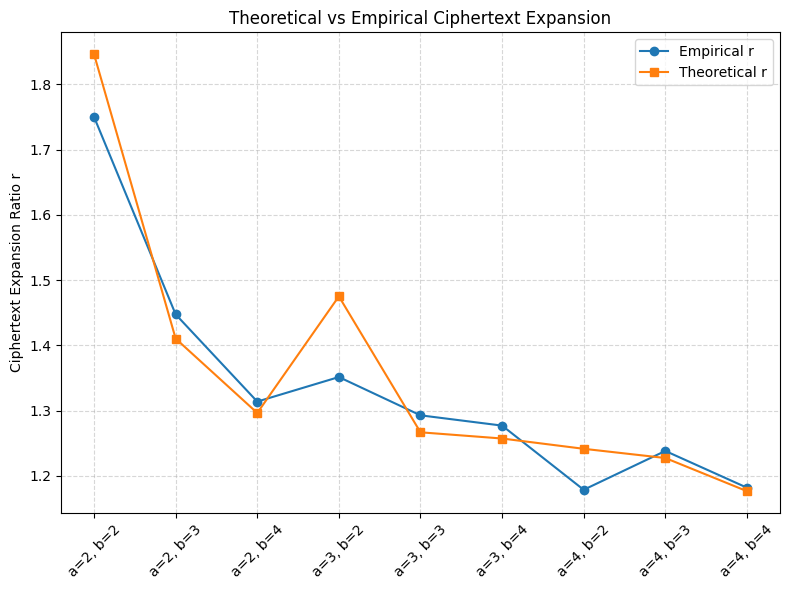 Theoretical vs Empirical Ciphertext Expansion
Empirical r
Theoretical r
Ciphertext Expansion Ratio r
1.8
1.7
1.6
1.5
1.4
1.3
1.2
a=2, b=2
a=2, b=3
a=2, b=4
a=3, b=2
a=3, b=3
a=3, b=4
a=4, b=2
a=4, b=3
a=4, b=4